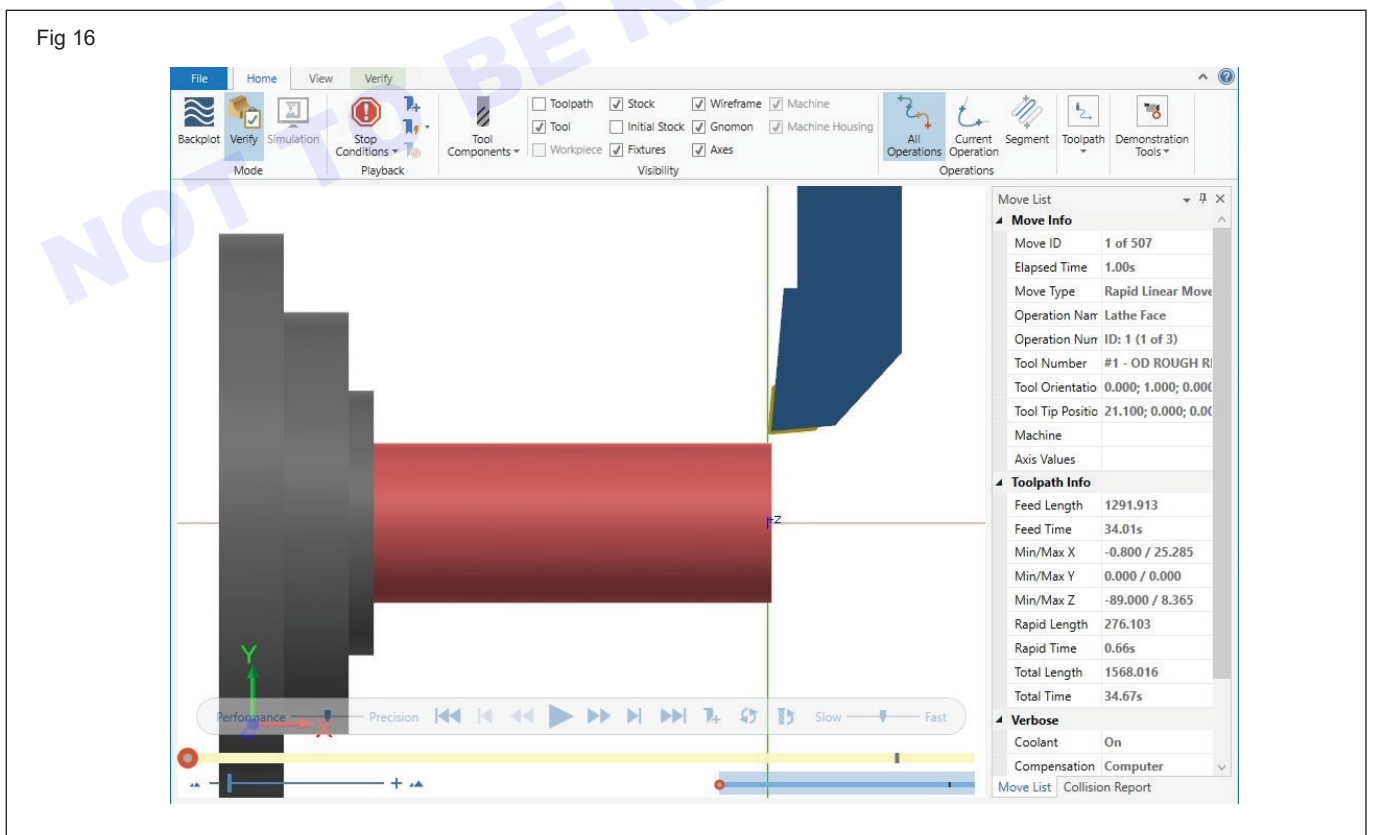 Fig 16
NOT TO BE RE
File Home View Verify
Toolpath Stock Wireframe Machine
Tool Initial Stock Gnomon Machine Housing
Workpiece Fixtures Axes
Backplot Verify Simulation
Stop Conditions
Tool Components
All Operations
Current Operation
Segment
Toolpath
Demonstration Tools
Mode Playback Visibility Operations
Move List
Move Info
Move ID 1 of 507
Elapsed Time 1.00s
Move Type Rapid Linear Move
Operation Nam Lathe Face
Operation Num ID: 1 (1 of 3)
Tool Number #1 - OD ROUGH RI
Tool Orientatio 0.000; 1.000; 0.000
Tool Tip Positio 21.100; 0.000; 0.00
Machine
Axis Values
Toolpath Info
Feed Length 1291.913
Feed Time 34.01s
Min/Max X -0.800 / 25.285
Min/Max Y 0.000 / 0.000
Min/Max Z -89.000 / 8.365
Rapid Length 276.103
Rapid Time 0.66s
Total Length 1568.016
Total Time 34.67s
Verbose
Coolant On
Compensation Computer
Move List Collision Report
+Z
Y
Z
X
Performance Precision Slow Fast